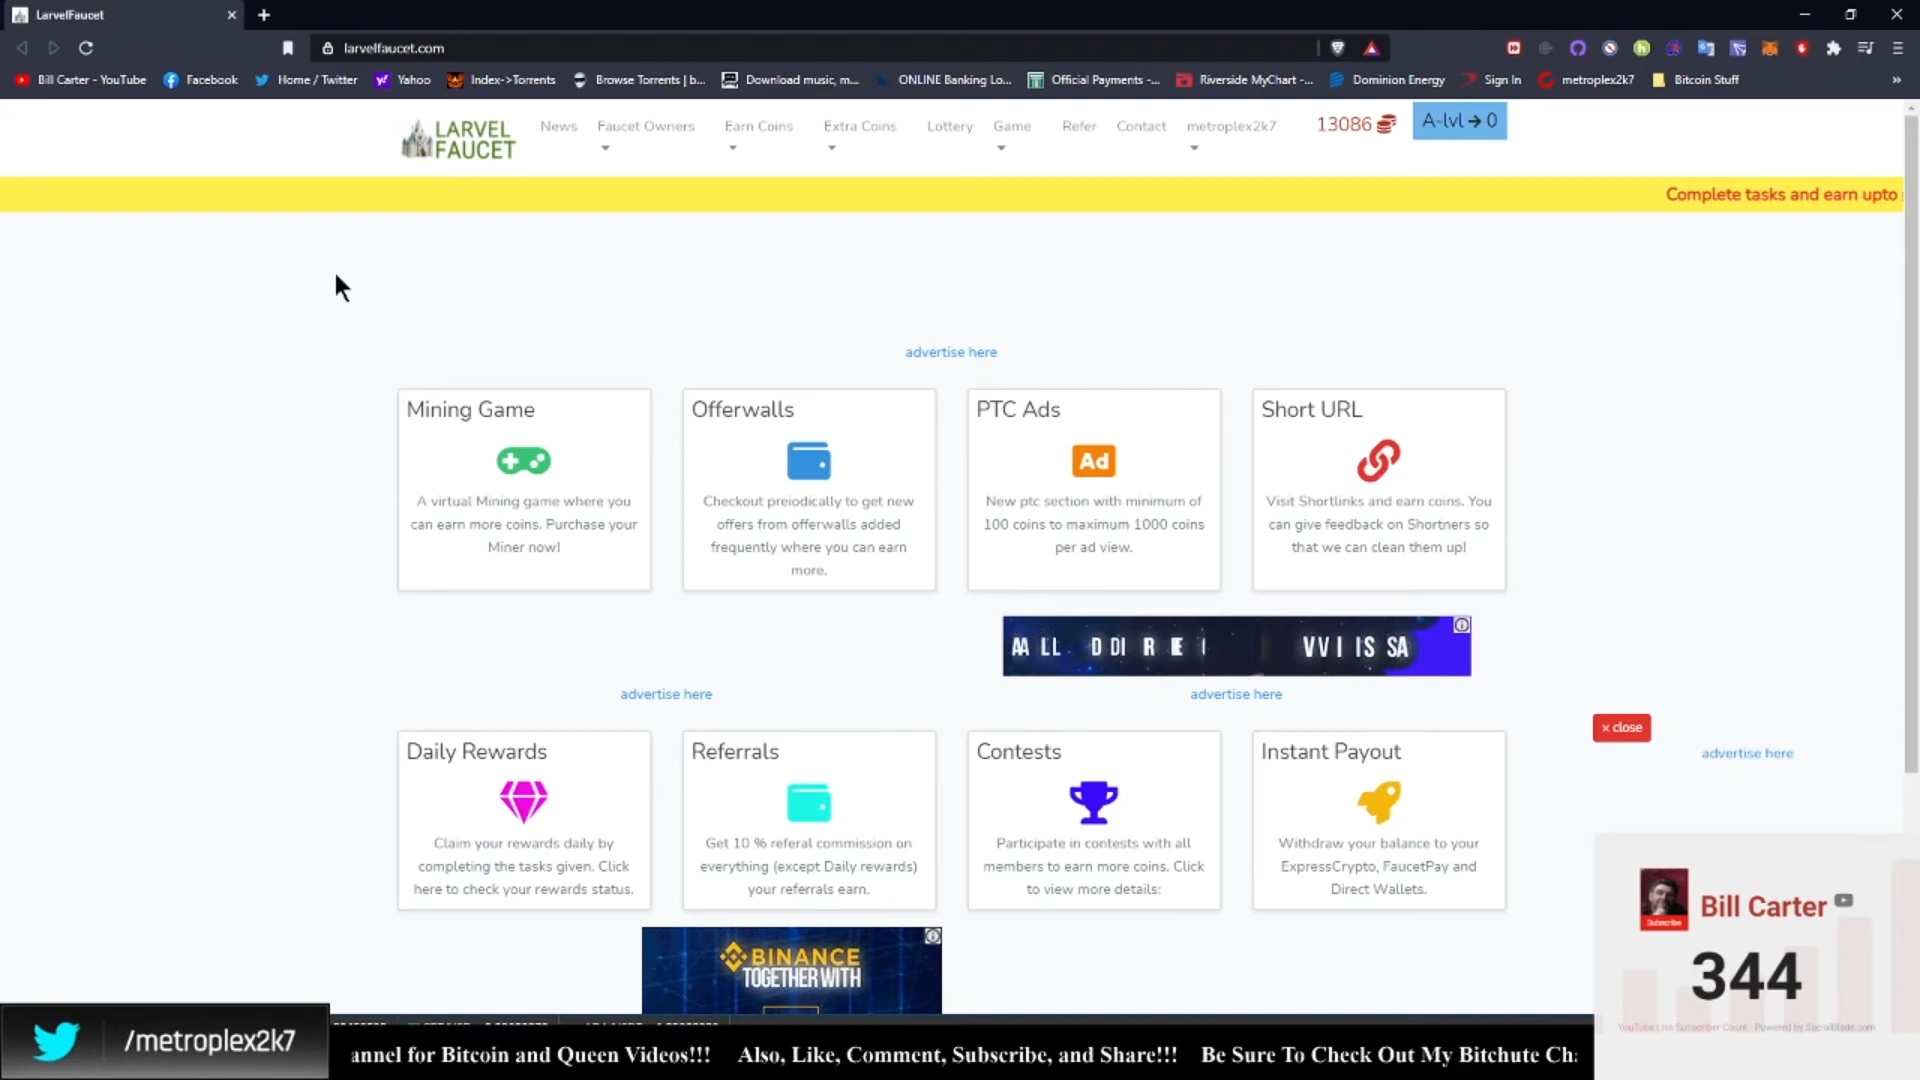 LarvelFaucet
larvelfaucet.com
Bill Carter - YouTube
Facebook
Home / Twitter
Yahoo
Index->Torrents
Browse Torrents | b...
Download music, m...
ONLINE Banking Lo...
Official Payments -...
Riverside MyChart -...
Dominion Energy
Sign In
metroplex2k7
Bitcoin Stuff
LARVEL
FAUCET
News
Faucet Owners
Earn Coins
Extra Coins
Lottery
Game
Refer
Contact
metroplex2k7
13086
A-lvl → 0
Complete tasks and earn upto
advertise here
Mining Game
A virtual Mining game where you
can earn more coins. Purchase your
Miner now!
Offerwalls
Checkout preiodically to get new
offers from offerwalls added
frequently where you can earn
more.
PTC Ads
Ad
New ptc section with minimum of
100 coins to maximum 1000 coins
per ad view.
Short URL
Visit Shortlinks and earn coins. You
can give feedback on Shortners so
that we can clean them up!
advertise here
advertise here
× close
advertise here
Daily Rewards
Claim your rewards daily by
completing the tasks given. Click
here to check your rewards status.
Referrals
Get 10 % referal commission on
everything (except Daily rewards)
your referrals earn.
Contests
Participate in contests with all
members to earn more coins. Click
to view more details:
Instant Payout
Withdraw your balance to your
ExpressCrypto, FaucetPay and
Direct Wallets.
BINANCE
TOGETHER WITH
Subscribe
Bill Carter
344
YouTube Live Subscriber Count - Powered by SocialBlade.com
/metroplex2k7
annel for Bitcoin and Queen Videos!!! Also, Like, Comment, Subscribe, and Share!!! Be Sure To Check Out My Bitchute Ch